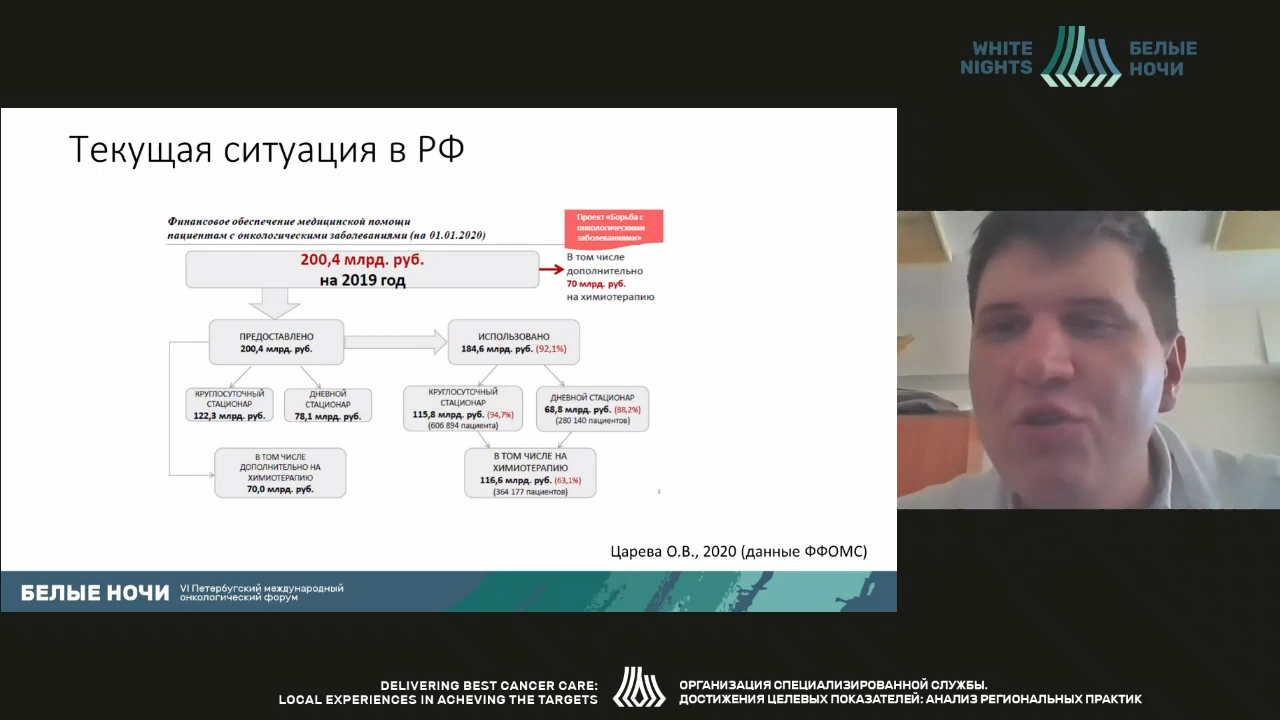 WHITE
NIGHTS
БЕЛЫЕ
НОЧИ
Текущая ситуация в РФ
Финансовое обеспечение медицинской помощи
пациентам с онкологическими заболеваниями (на 01.01.2020)
Проект «Борьба с
онкологическими
заболеваниями»
200,4 млрд. руб.
на 2019 год
В том числе
дополнительно
70 млрд. руб.
на химиотерапию
ПРЕДОСТАВЛЕНО
200,4 млрд. руб.
ИСПОЛЬЗОВАНО
184,6 млрд. руб. (92,1%)
КРУГЛОСУТОЧНЫЙ
СТАЦИОНАР
122,3 млрд. руб.
ДНЕВНОЙ
СТАЦИОНАР
78,1 млрд. руб.
КРУГЛОСУТОЧНЫЙ
СТАЦИОНАР
115,8 млрд. руб. (94,7%)
(606 894 пациента)
ДНЕВНОЙ СТАЦИОНАР
68,8 млрд. руб. (88,2%)
(280 140 пациентов)
В ТОМ ЧИСЛЕ
ДОПОЛНИТЕЛЬНО НА
ХИМИОТЕРАПИЮ
70,0 млрд. руб.
В ТОМ ЧИСЛЕ НА
ХИМИОТЕРАПИЮ
116,6 млрд. руб. (63,1%)
(364 177 пациентов)
1
Царева О.В., 2020 (данные ФФОМС)
БЕЛЫЕ НОЧИ
VI Петербугский международный
онкологический форум
DELIVERING BEST CANCER CARE:
LOCAL EXPERIENCES IN ACHEVING THE TARGETS
ОРГАНИЗАЦИЯ СПЕЦИАЛИЗИРОВАННОЙ СЛУЖБЫ.
ДОСТИЖЕНИЯ ЦЕЛЕВЫХ ПОКАЗАТЕЛЕЙ: АНАЛИЗ РЕГИОНАЛЬНЫХ ПРАКТИК